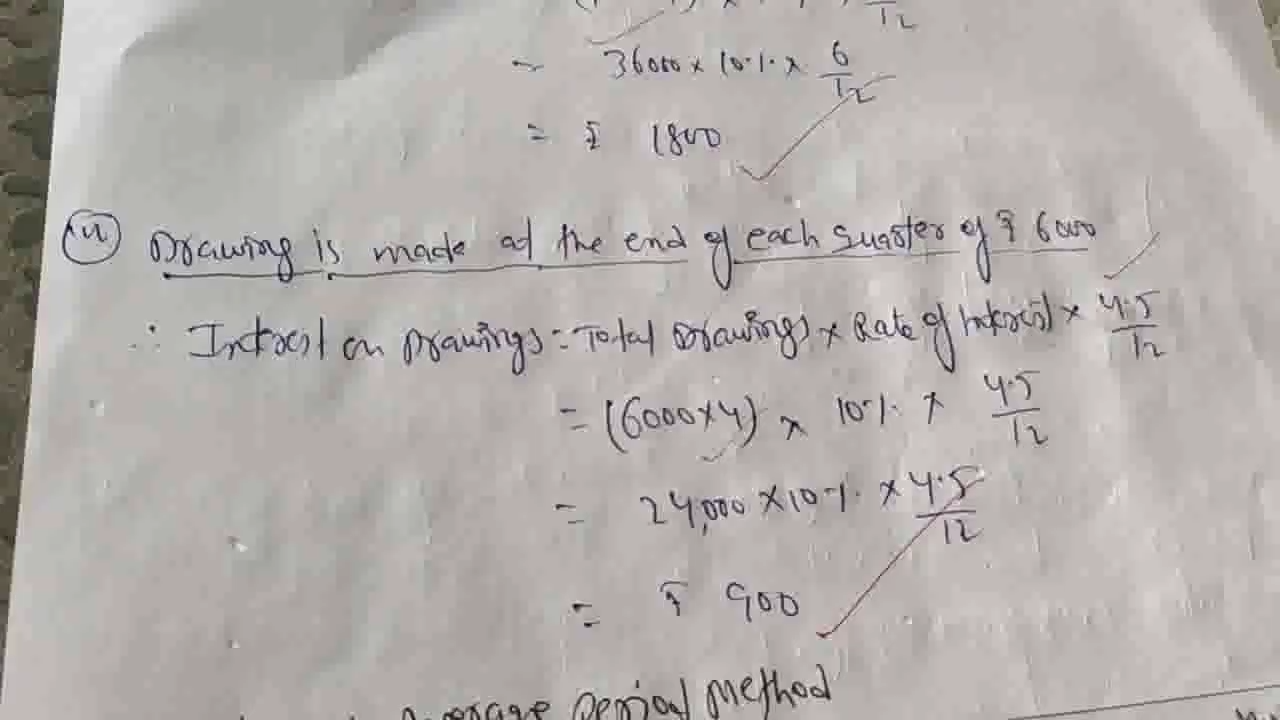 12
= 36000 × 10% × 6/12
= ₹ 1800
Drawing is made at the end of each Quarter of ₹ 6000
∴ Interest on Drawings = Total Drawings × Rate of Interest × 4.5/12
= (6000×4) × 10% × 4.5/12
= 24,000 × 10% × 4.5/12
= ₹ 900
Average period Method